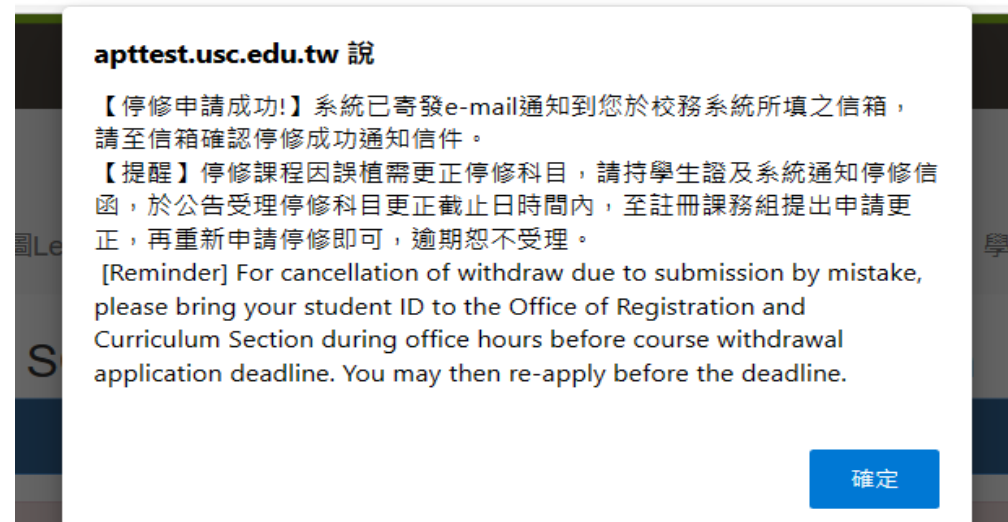 apttest.usc.edu.tw 說
【停修申請成功!】系統已寄發e-mail通知到您於校務系統所填之信箱，
請至信箱確認停修成功通知信件。
【提醒】停修課程因誤植需更正停修科目，請持學生證及系統通知停修信
函，於公告受理停修科目更正截止日時間內，至註冊課務組提出申請更
正，再重新申請停修即可，逾期恕不受理。
[Reminder] For cancellation of withdraw due to submission by mistake,
please bring your student ID to the Office of Registration and
Curriculum Section during office hours before course withdrawal
application deadline. You may then re-apply before the deadline.
圖Le
學
S
確定